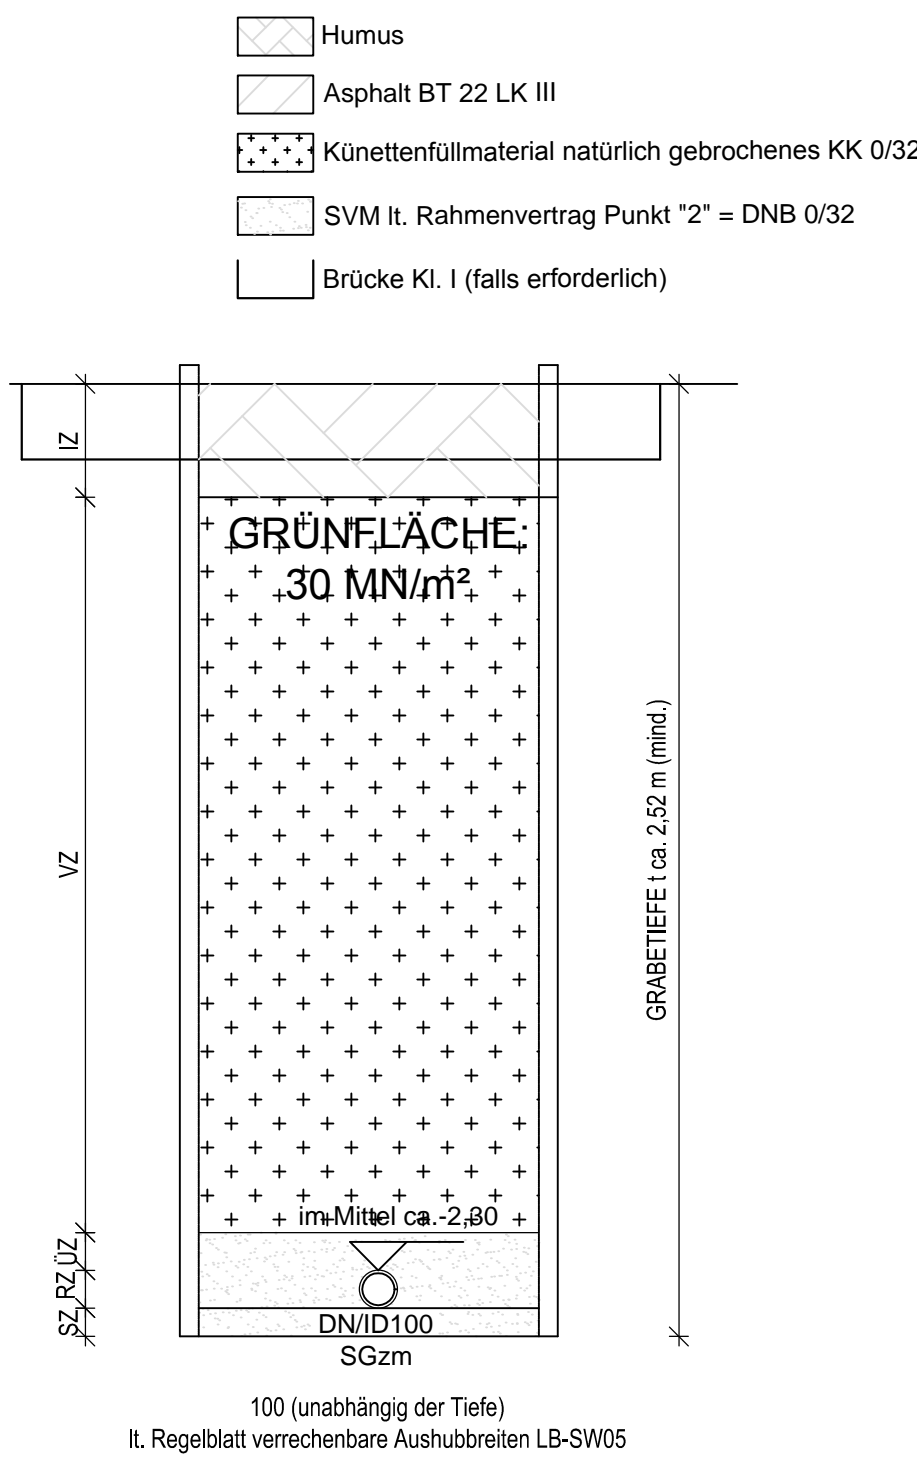 Humus
Asphalt BT 22 LK III
Künettenfüllmaterial natürlich gebrochenes KK 0/32
SVM lt. Rahmenvertrag Punkt "2" = DNB 0/32
Brücke Kl. I (falls erforderlich)
IZ
GRÜNFLÄCHE:
30 MN/m²
VZ
GRABETIEFE t ca. 2,52 m (mind.)
im Mittel ca.-2,30
ÜZ
RZ
SZ
DN/ID100
SGzm
100 (unabhängig der Tiefe)
lt. Regelblatt verrechenbare Aushubbreiten LB-SW05